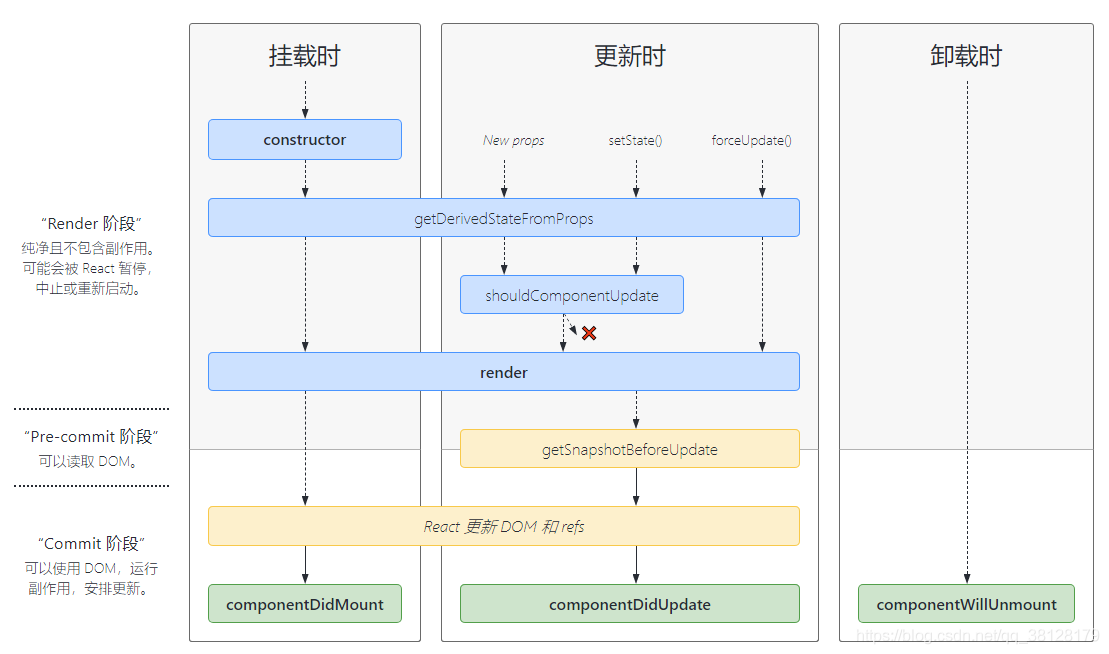 挂载时
更新时
卸载时
constructor
New props
setState()
forceUpdate()
getDerivedStateFromProps
“Render 阶段”
纯净且不包含副作用。
可能会被 React 暂停，
中止或重新启动。
shouldComponentUpdate
render
“Pre-commit 阶段”
可以读取 DOM。
getSnapshotBeforeUpdate
React 更新 DOM 和 refs
“Commit 阶段”
可以使用 DOM，运行
副作用，安排更新。
componentDidMount
componentDidUpdate
componentWillUnmount
https://blog.csdn.net/qq_38128179